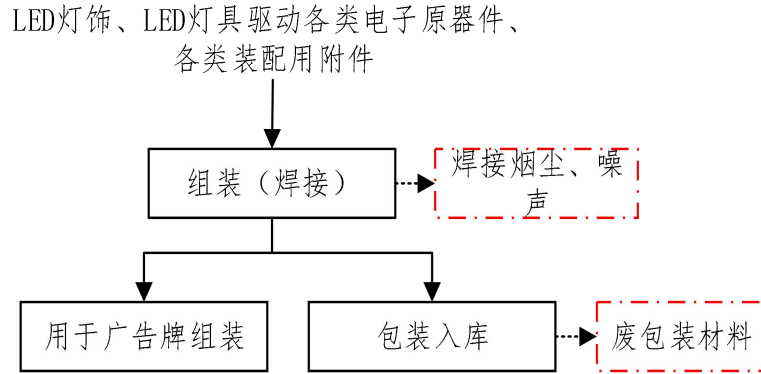 LED灯饰、LED灯具驱动各类电子原器件、
各类装配用附件
组装（焊接）
焊接烟尘、噪
声
用于广告牌组装
包装入库
废包装材料